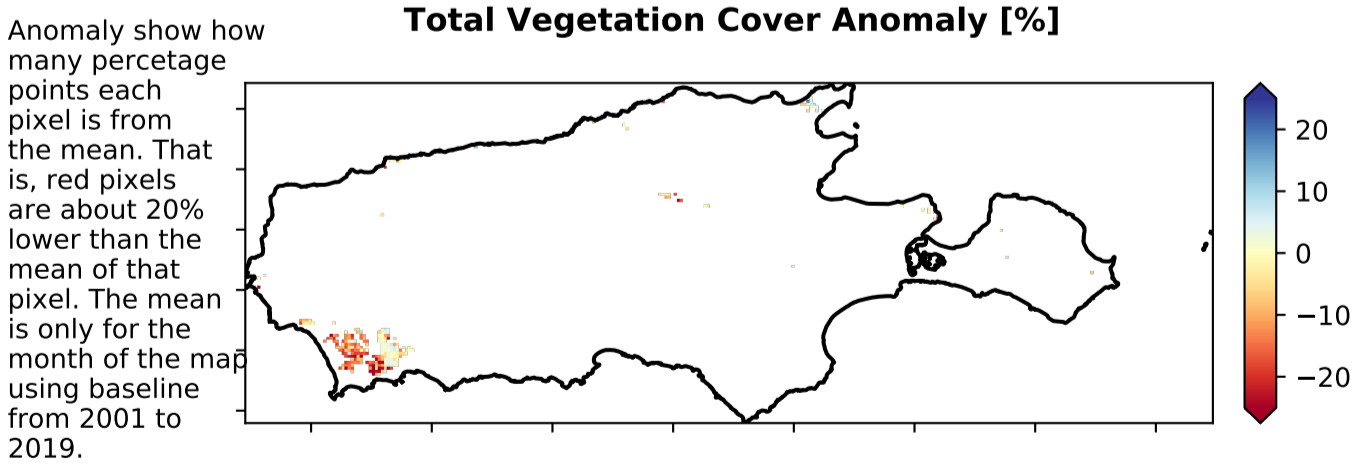 Total Vegetation Cover Anomaly [%]
Anomaly show how
many percetage
points each
pixel is from
the mean. That
is, red pixels
are about 20%
lower than the
mean of that
pixel. The mean
is only for the
month of the map
using baseline
from 2001 to
2019.
20
10
0
−10
−20